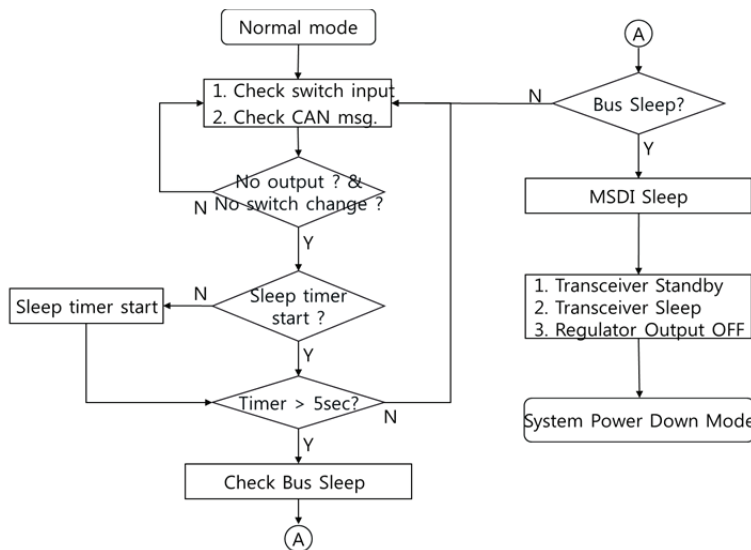 Normal mode
1. Check switch input
2. Check CAN msg.
No output ? &
No switch change ?
N
Y
Sleep timer
start ?
N
Sleep timer start
Y
Timer > 5sec?
N
Y
Check Bus Sleep
A
A
Bus Sleep?
N
Y
MSDI Sleep
1. Transceiver Standby
2. Transceiver Sleep
3. Regulator Output OFF
System Power Down Mode